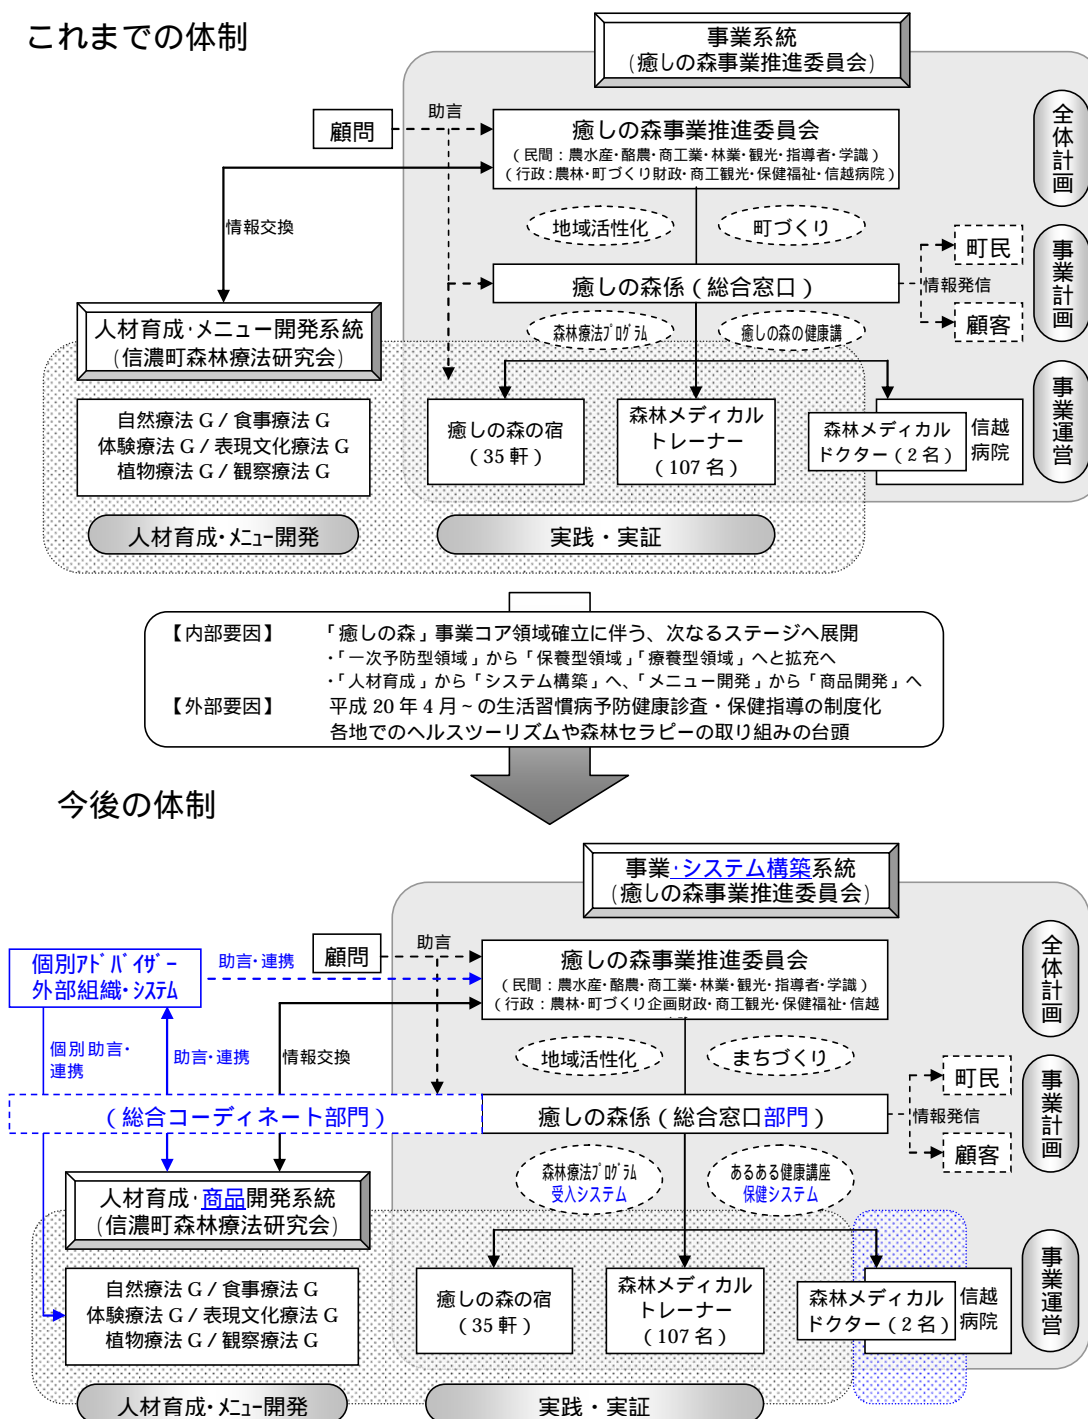 これまでの体制
事業系統
(癒しの森事業推進委員会)
顧問
助言
癒しの森事業推進委員会
(民間:農水産・酪農・商工業・林業・観光・指導者・学識)
(行政:農林・町づくり財政・商工観光・保健福祉・信越病院)
全体計画
情報交換
地域活性化
町づくり
町民
癒しの森係(総合窓口)
情報発信
顧客
事業計画
人材育成・メニュー開発系統
(信濃町森林療法研究会)
森林療法プログラム
癒しの森の健康講
自然療法 G / 食事療法 G
体験療法 G / 表現文化療法 G
植物療法 G / 観察療法 G
癒しの森の宿
(35 軒)
森林メディカル
トレーナー
(107 名)
森林メディカル
ドクター(2 名)
信越
病院
事業運営
人材育成・メニュー開発
実践・実証
【内部要因】 「癒しの森」事業コア領域確立に伴う、次なるステージへ展開
・「一次予防型領域」から「保養型領域」「療養型領域」へと拡充へ
・「人材育成」から「システム構築」へ、「メニュー開発」から「商品開発」へ
【外部要因】 平成 20 年 4 月~の生活習慣病予防健康診査・保健指導の制度化
各地でのヘルスツーリズムや森林セラピーの取り組みの台頭
今後の体制
事業・システム構築系統
(癒しの森事業推進委員会)
個別アドバイザー
外部組織・システム
助言・連携
顧問
助言
癒しの森事業推進委員会
(民間:農水産・酪農・商工業・林業・観光・指導者・学識)
(行政:農林・町づくり企画財政・商工観光・保健福祉・信越
全体計画
個別助言・
連携
助言・連携
情報交換
地域活性化
まちづくり
町民
(総合コーディネート部門)
癒しの森係(総合窓口部門)
情報発信
顧客
事業計画
人材育成・商品開発系統
(信濃町森林療法研究会)
森林療法プログラム
受入システム
あるある健康講座
保健システム
自然療法 G / 食事療法 G
体験療法 G / 表現文化療法 G
植物療法 G / 観察療法 G
癒しの森の宿
(35 軒)
森林メディカル
トレーナー
(107 名)
森林メディカル
ドクター(2 名)
信越
病院
事業運営
人材育成・メニュー開発
実践・実証